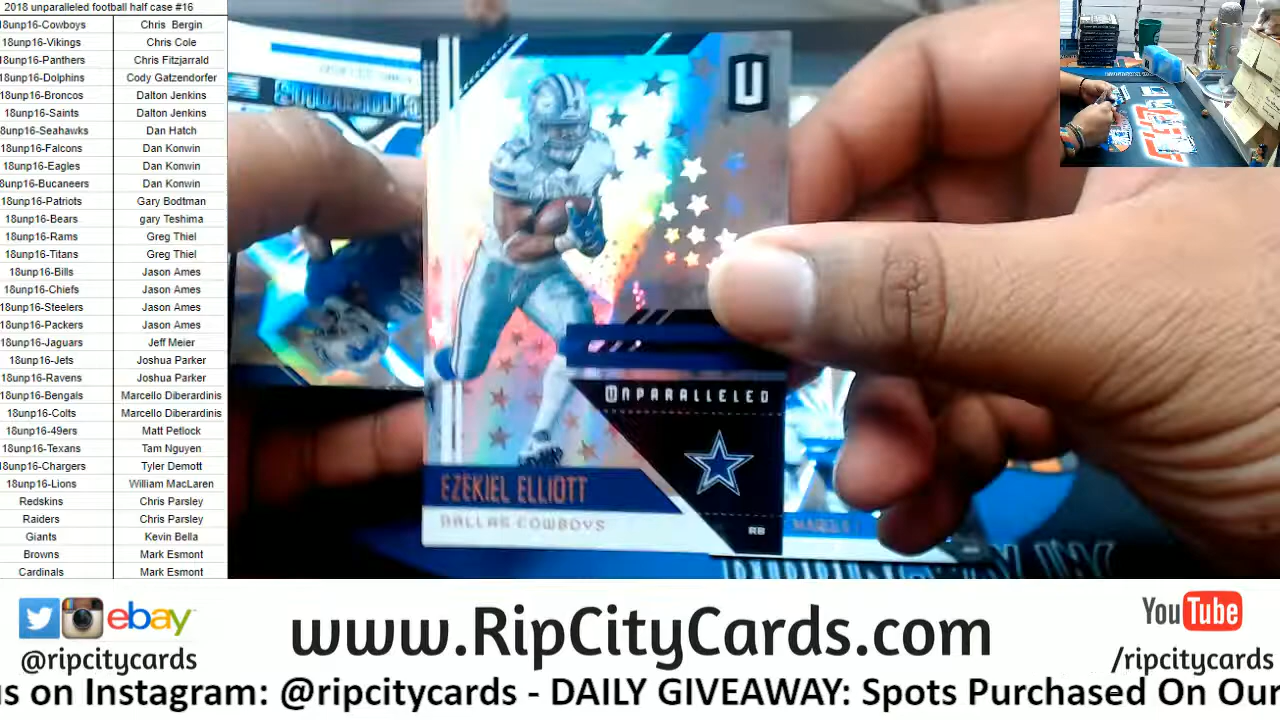 2018 unparalleled football half case #16
18unp16-Cowboys Chris Bergin
18unp16-Vikings Chris Cole
18unp16-Panthers Chris Fitzjarrald
18unp16-Dolphins Cody Gatzendorfer
18unp16-Broncos Dalton Jenkins
18unp16-Saints Dalton Jenkins
8unp16-Seahawks Dan Hatch
18unp16-Falcons Dan Konwin
18unp16-Eagles Dan Konwin
8unp16-Bucaneers Dan Konwin
18unp16-Patriots Gary Bodtman
18unp16-Bears gary Teshima
18unp16-Rams Greg Thiel
18unp16-Titans Greg Thiel
18unp16-Bills Jason Ames
18unp16-Chiefs Jason Ames
18unp16-Steelers Jason Ames
18unp16-Packers Jason Ames
18unp16-Jaguars Jeff Meier
18unp16-Jets Joshua Parker
18unp16-Ravens Joshua Parker
18unp16-Bengals Marcello Diberardinis
18unp16-Colts Marcello Diberardinis
18unp16-49ers Matt Petlock
18unp16-Texans Tam Nguyen
18unp16-Chargers Tyler Demott
18unp16-Lions William MacLaren
Redskins Chris Parsley
Raiders Chris Parsley
Giants Kevin Bella
Browns Mark Esmont
Cardinals Mark Esmont
U
UNPARALLELED
EZEKIEL ELLIOTT
DALLAS COWBOYS
RB
ebay
@ripcitycards
www.RipCityCards.com
YouTube
/ripcitycards
us on Instagram: @ripcitycards - DAILY GIVEAWAY: Spots Purchased On Our